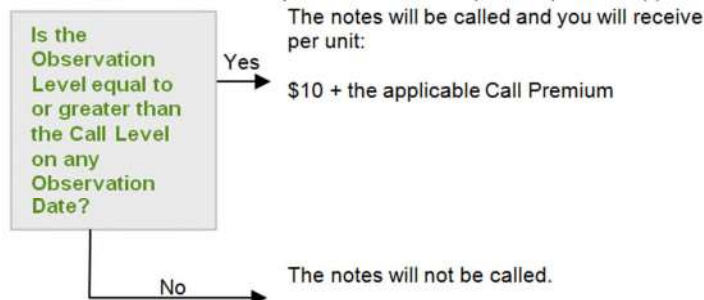 Is the
Observation
Level equal to
or greater than
the Call Level
on any
Observation
Date?
Yes
The notes will be called and you will receive
per unit:
$10 + the applicable Call Premium
No
The notes will not be called.